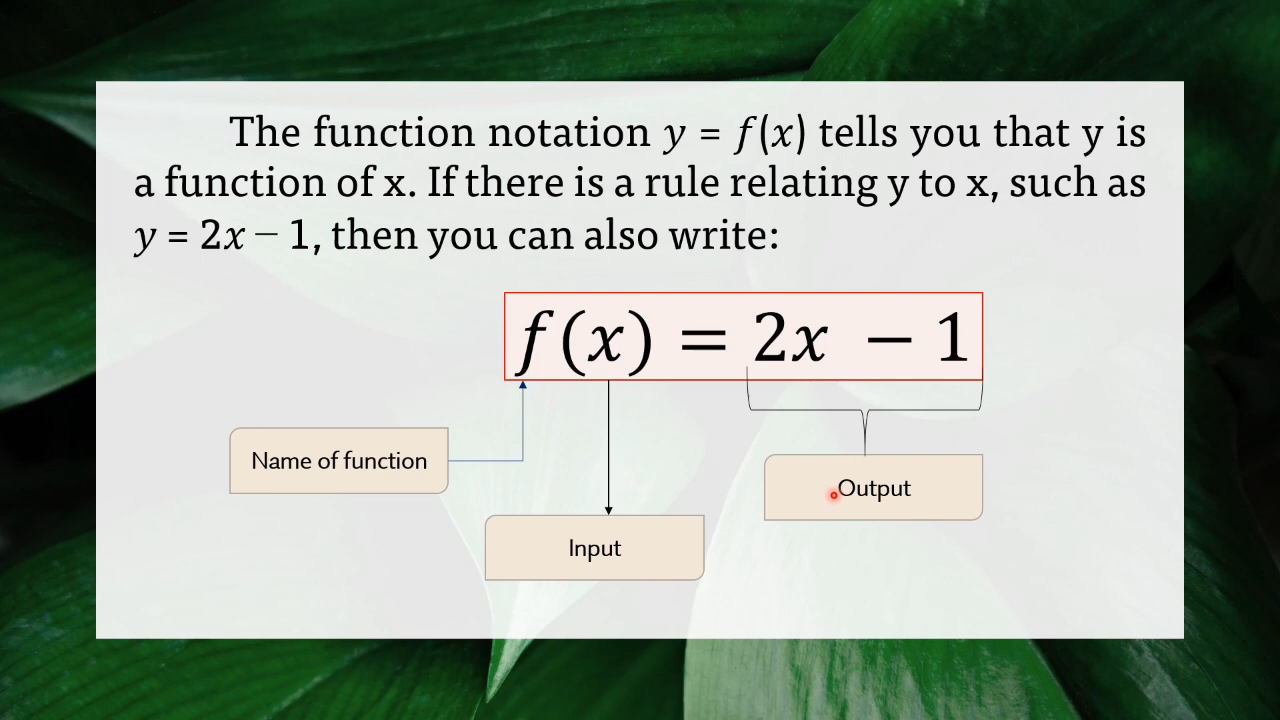 The function notation y = f(x) tells you that y is
a function of x. If there is a rule relating y to x, such as
y = 2x − 1, then you can also write:
f(x) = 2x − 1
Name of function
Output
Input